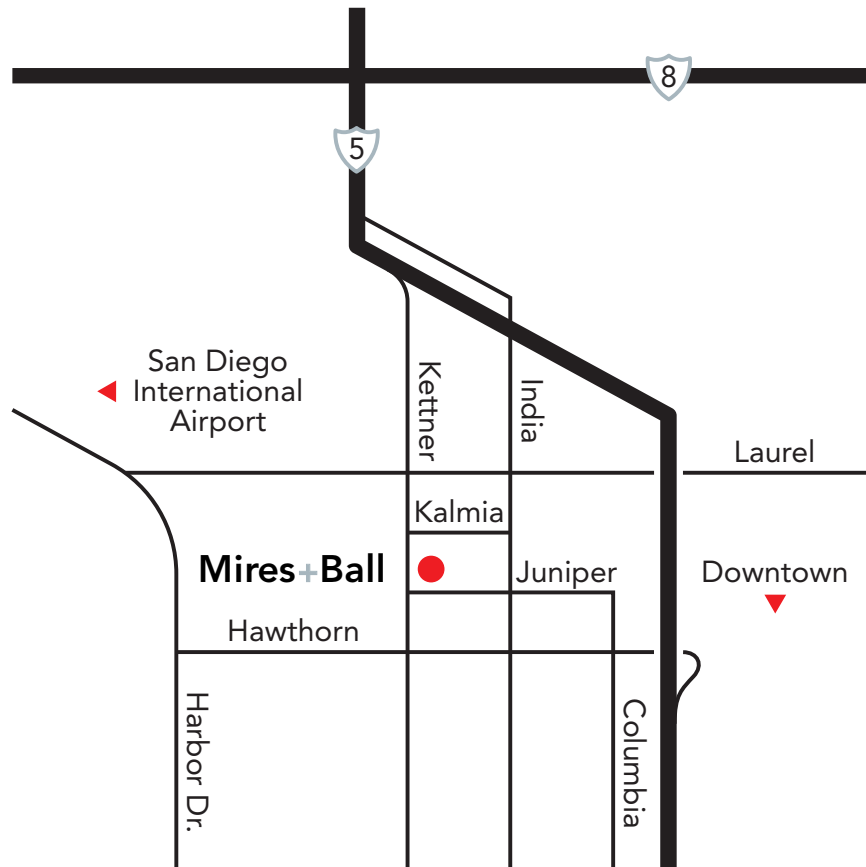 8
5
San Diego
International
Airport
Kettner
India
Laurel
Kalmia
Mires+Ball
Juniper
Downtown
Hawthorn
Harbor Dr.
Columbia